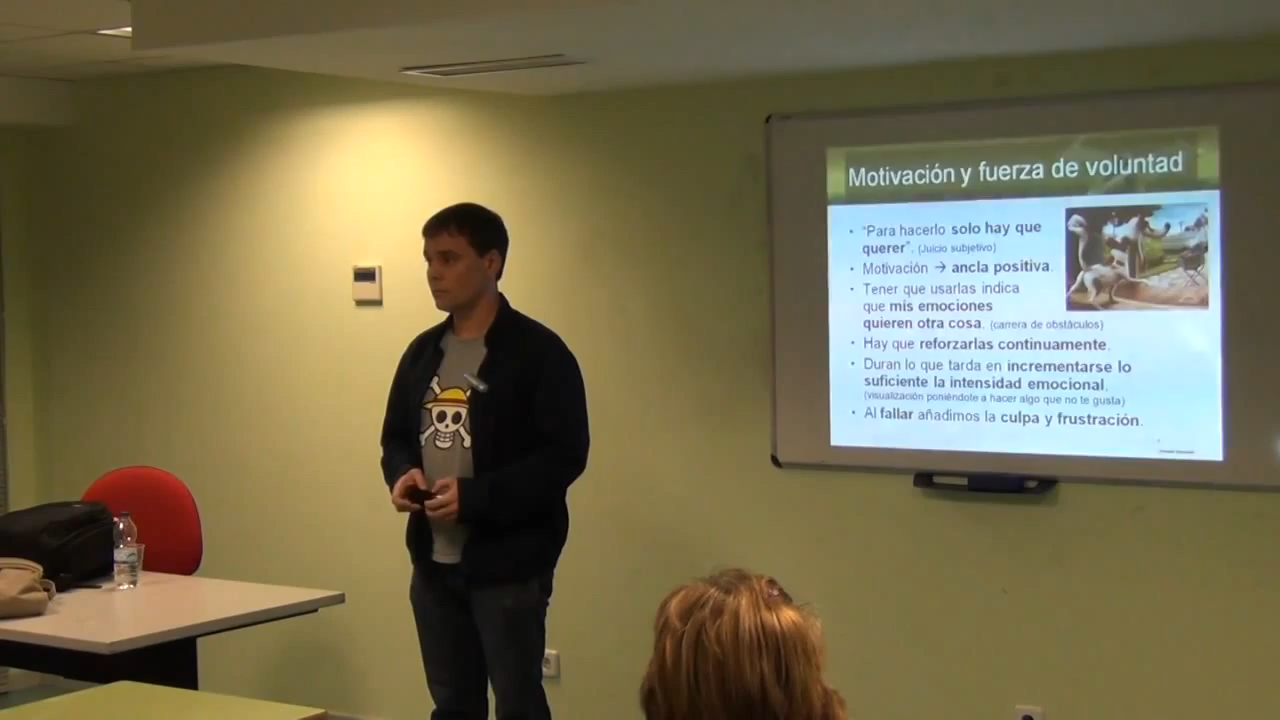 Motivación y fuerza de voluntad
• “Para hacerlo solo hay que
querer”. (Juicio subjetivo)
• Motivación → ancla positiva.
• Tener que usarlas indica
que mis emociones
quieren otra cosa. (carrera de obstáculos)
• Hay que reforzarlas continuamente.
• Duran lo que tarda en incrementarse lo
suficiente la intensidad emocional.
(visualización poniéndote a hacer algo que no te gusta)
• Al fallar añadimos la culpa y frustración.